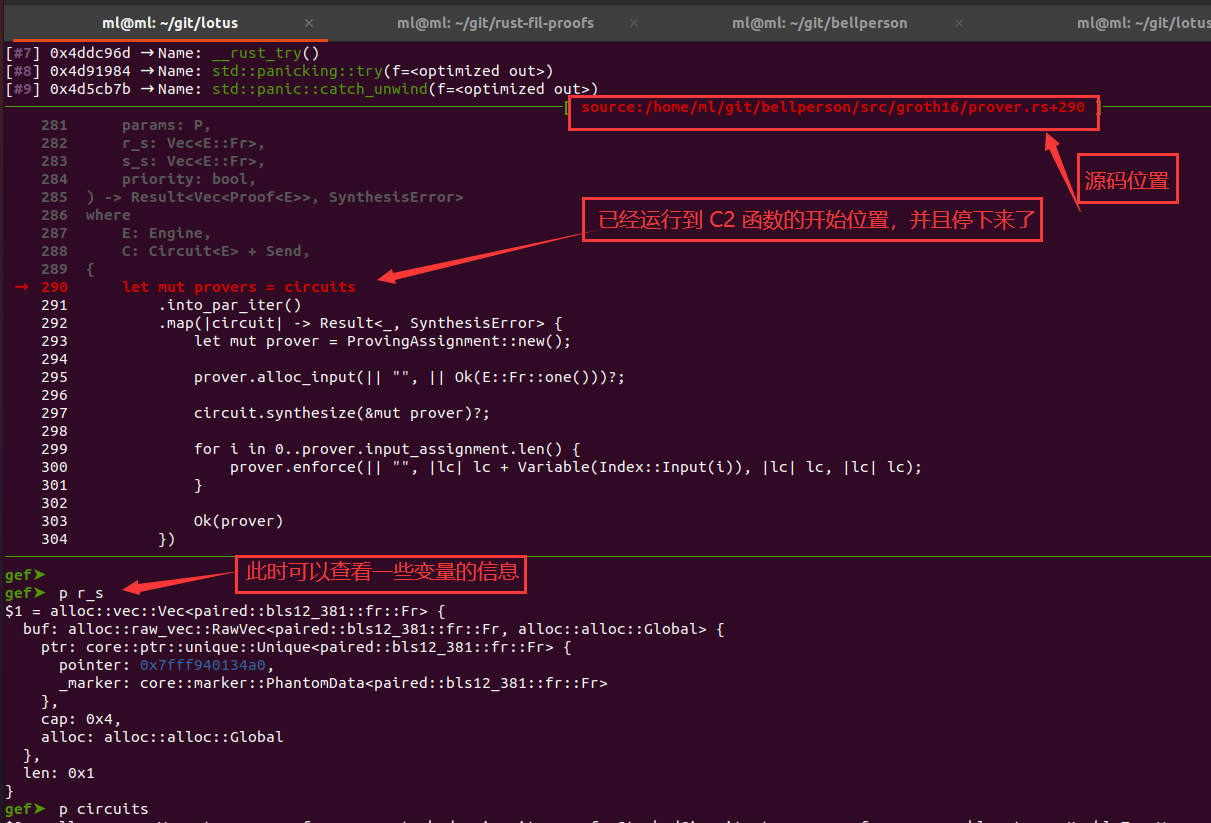 ml@ml: ~/git/lotus × ml@ml: ~/git/rust-fil-proofs × ml@ml: ~/git/bellperson × ml@ml: ~/git/lotus
[#7] 0x4ddc96d → Name: __rust_try()
[#8] 0x4d91984 → Name: std::panicking::try(f=<optimized out>)
[#9] 0x4d5cb7b → Name: std::panic::catch_unwind(f=<optimized out>)
[ source:/home/ml/git/bellperson/src/groth16/prover.rs+290 ]
源码位置
281 params: P,
282 r_s: Vec<E::Fr>,
283 s_s: Vec<E::Fr>,
284 priority: bool,
285 ) -> Result<Vec<Proof<E>>, SynthesisError>
286 where
已经运行到 C2 函数的开始位置，并且停下来了
287 E: Engine,
288 C: Circuit<E> + Send,
289 {
→ 290 let mut provers = circuits
291 .into_par_iter()
292 .map(|circuit| -> Result<_, SynthesisError> {
293 let mut prover = ProvingAssignment::new();
294
295 prover.alloc_input(|| "", || Ok(E::Fr::one()))?;
296
297 circuit.synthesize(&mut prover)?;
298
299 for i in 0..prover.input_assignment.len() {
300 prover.enforce(|| "", |lc| lc + Variable(Index::Input(i)), |lc| lc, |lc| lc);
301 }
302
303 Ok(prover)
304 })
此时可以查看一些变量的信息
gef➤
gef➤ p r_s
$1 = alloc::vec::Vec<paired::bls12_381::fr::Fr> {
buf: alloc::raw_vec::RawVec<paired::bls12_381::fr::Fr, alloc::alloc::Global> {
ptr: core::ptr::unique::Unique<paired::bls12_381::fr::Fr> {
pointer: 0x7fff940134a0,
_marker: core::marker::PhantomData<paired::bls12_381::fr::Fr>
},
cap: 0x4,
alloc: alloc::alloc::Global
},
len: 0x1
}
gef➤ p circuits